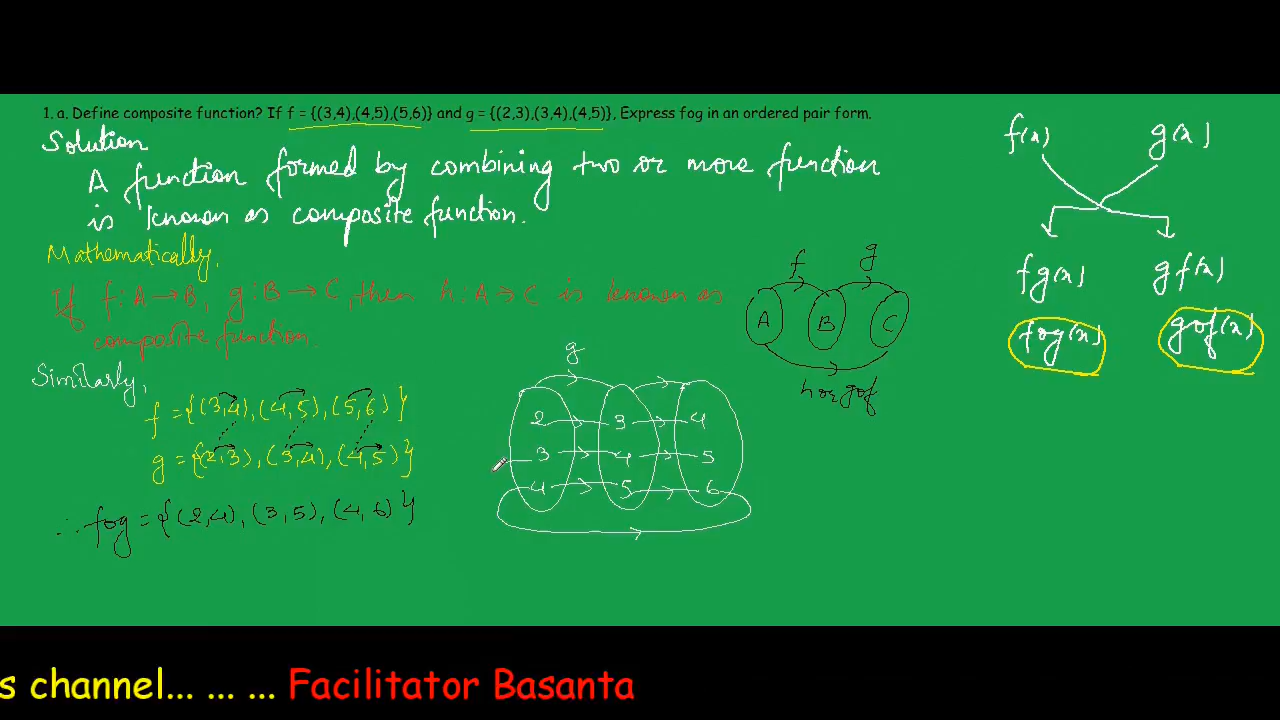 1. a. Define composite function? If f = {(3,4),(4,5),(5,6)} and g = {(2,3),(3,4),(4,5)}, Express fog in an ordered pair form.
Solution
A function formed by combining two or more function
is known as composite function.
Mathematically,
If f : A → B, g : B → C, then h : A → C is known as
composite function.
Similarly,
f = {(3,4), (4,5), (5,6)}
g = {(2,3), (3,4), (4,5)}
∴ fog = {(2,4), (3,5), (4,6)}
g
2 3 4
3 4 5
4 5 6
f g
A B C
h or gof
f(x) g(x)
fg(x) gf(x)
fog(x) gof(x)
s channel... ... ... Facilitator Basanta